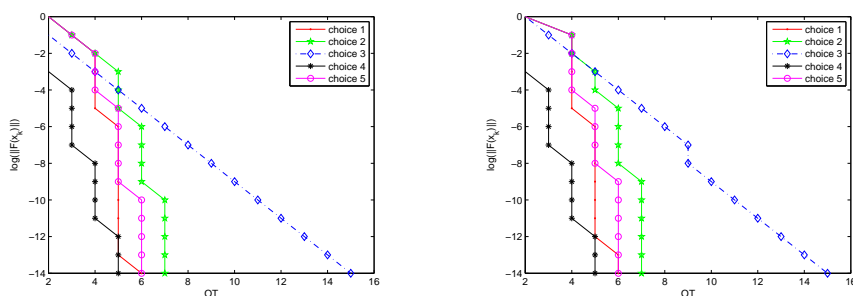 0
−2
−4
−6
−8
−10
−12
−14
2 4 6 8 10 12 14 16
OT
log(||F(x_k)||)
choice 1
choice 2
choice 3
choice 4
choice 5
0
−2
−4
−6
−8
−10
−12
−14
2 4 6 8 10 12 14 16
OT
log(||F(x_k)||)
choice 1
choice 2
choice 3
choice 4
choice 5